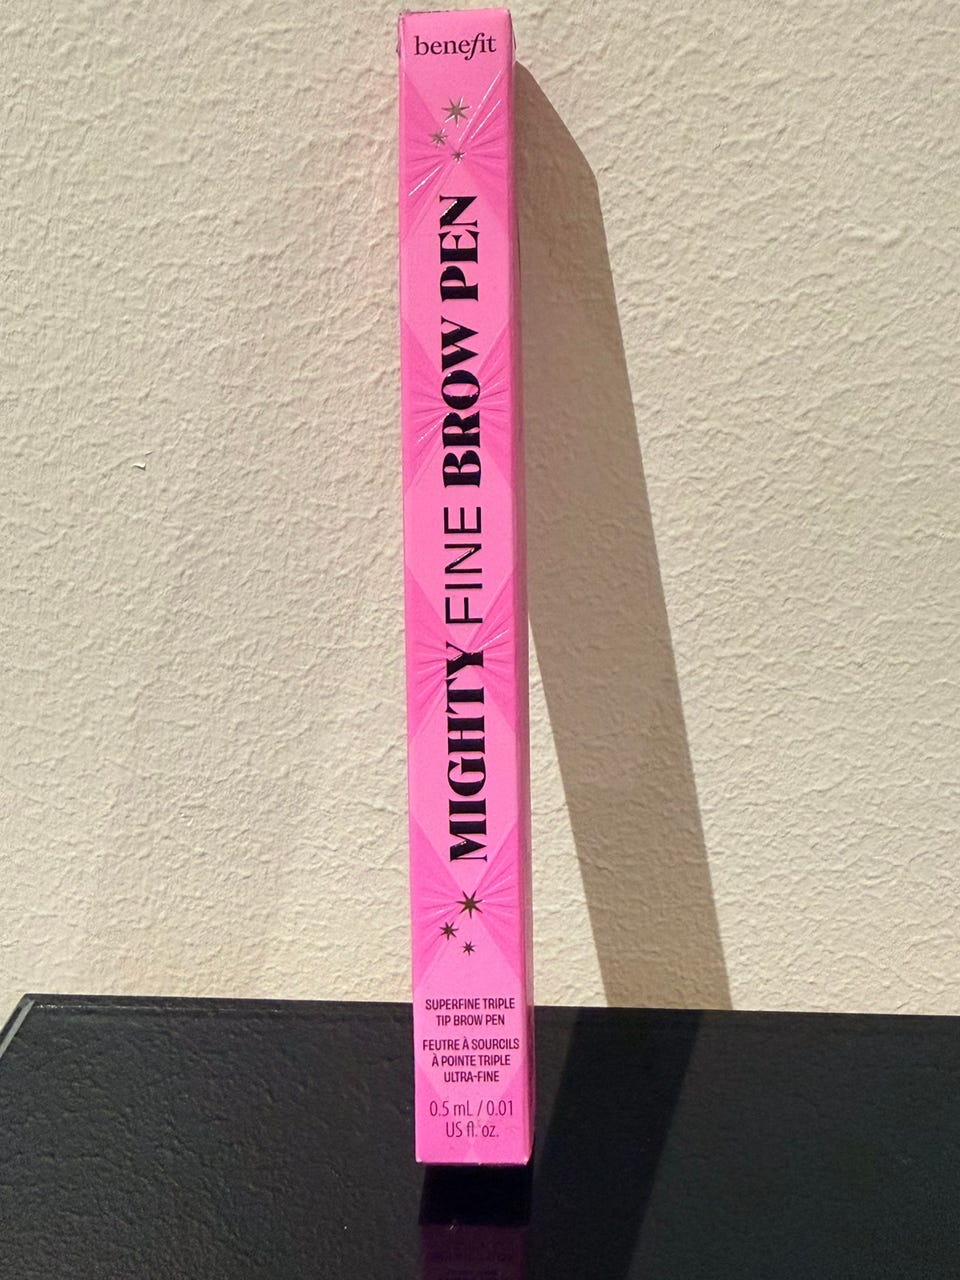 benefit
MIGHTY FINE BROW PEN
SUPERFINE TRIPLE
TIP BROW PEN
FEUTRE À SOURCILS
À POINTE TRIPLE
ULTRA-FINE
0.5 mL / 0.01
US fl. oz.